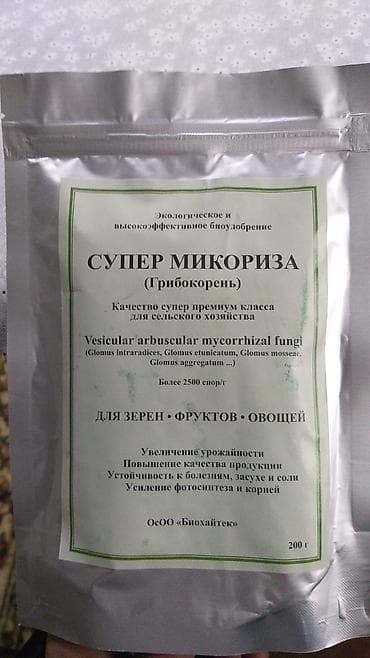 Экологическое и
высокоэффективное биоудобрение
СУПЕР МИКОРИЗА
(Грибокорень)
Качество супер премиум класса
для сельского хозяйства
Vesicular arbuscular mycorrhizal fungi
(Glomus intraradices, Glomus etunicatum, Glomus mosseae,
Glomus aggregatum ...)
Более 2500 спор/г
ДЛЯ ЗЕРЕН • ФРУКТОВ • ОВОЩЕЙ
Увеличение урожайности
Повышение качества продукции
Устойчивость к болезням, засухе и соли
Усиление фотосинтеза и корней
ОсОО «Биохайтек»
200 г